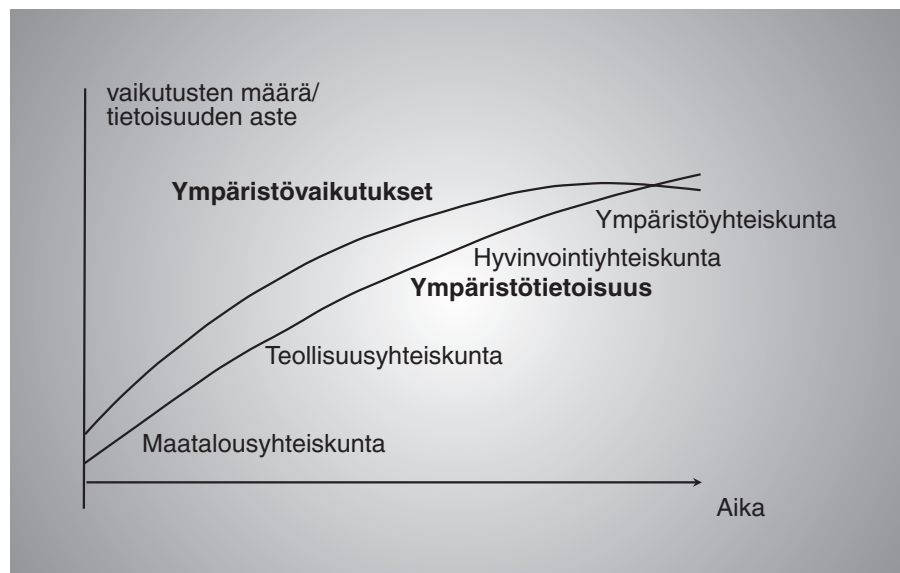 vaikutusten määrä/
tietoisuuden aste
Ympäristövaikutukset
Ympäristöyhteiskunta
Hyvinvointiyhteiskunta
Ympäristötietoisuus
Teollisuusyhteiskunta
Maatalousyhteiskunta
Aika